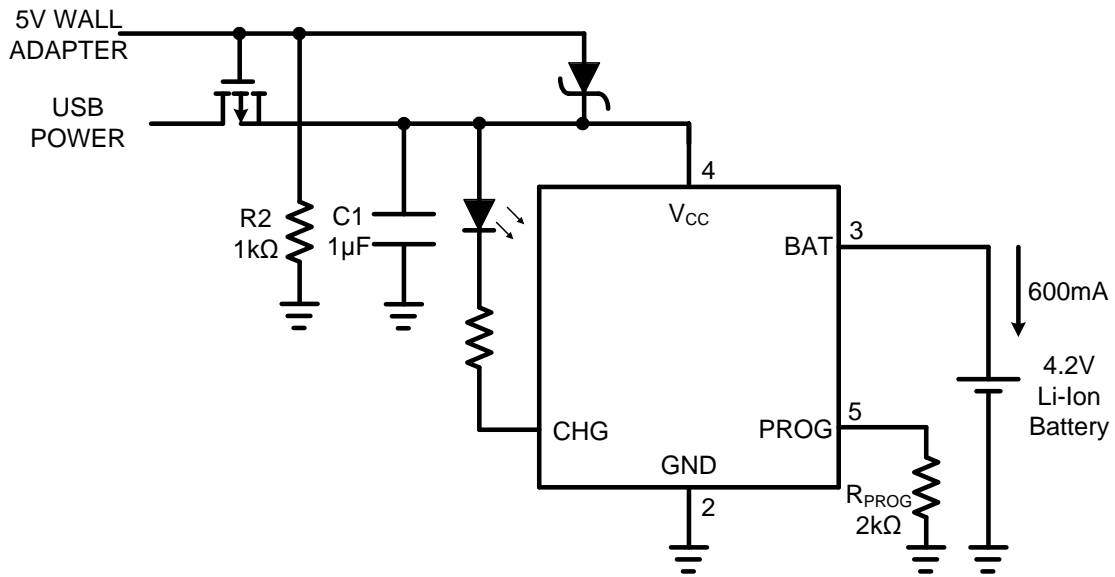 5V WALL
ADAPTER
USB
POWER
R2
1kΩ
C1
1µF
4
VCC
BAT
3
600mA
4.2V
Li-Ion
Battery
CHG
PROG
5
GND
2
RPROG
2kΩ